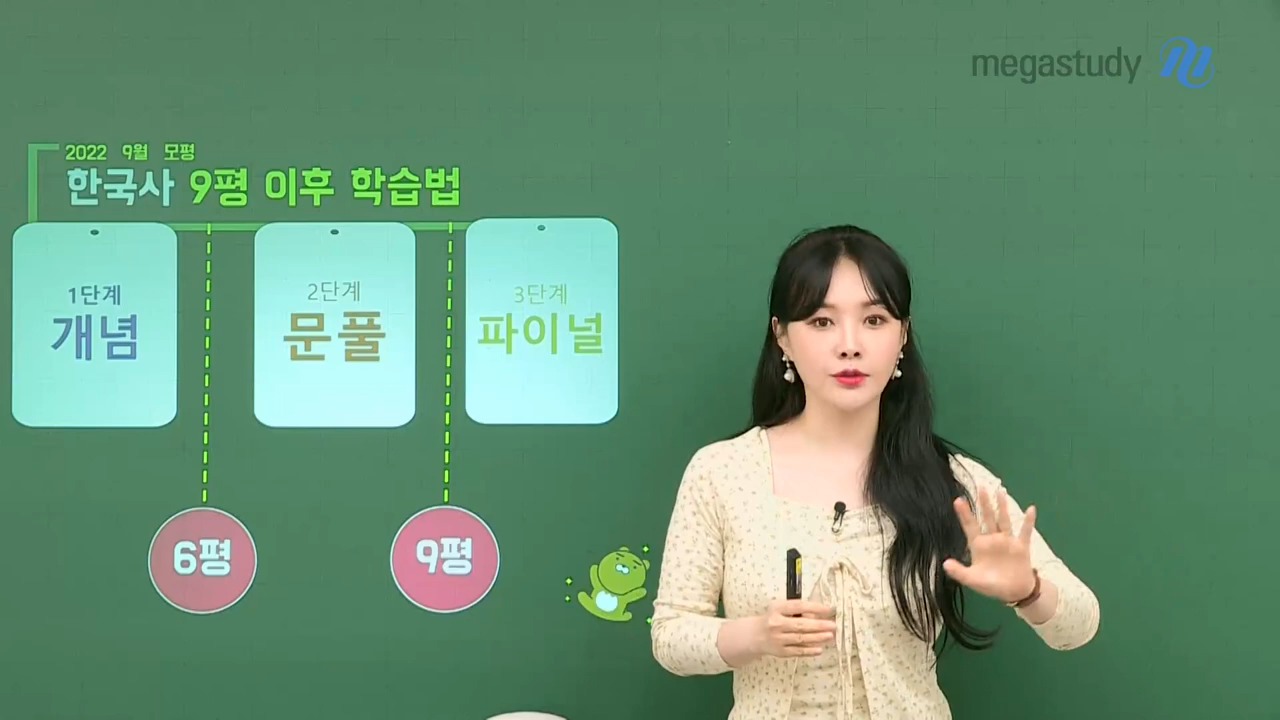 megastudy
2022 9월 모평
한국사 9평 이후 학습법
1단계
개념
2단계
문풀
3단계
파이널
6평
9평